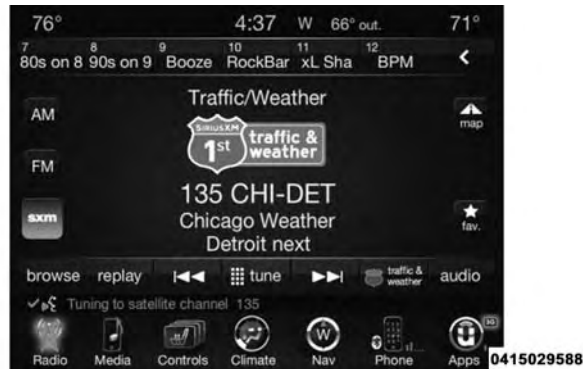 76° 4:37 W 66° out. 71°
7 8 9 10 11 12
80s on 8 90s on 9 Booze RockBar xL Sha BPM
Traffic/Weather
AM
map
SIRIUSXM
1st traffic & weather
FM
135 CHI-DET
sxm
Chicago Weather
fav.
Detroit next
browse replay tune traffic & weather audio
Tuning to satellite channel 135
3G
Radio Media Controls Climate Nav Phone Apps
W
0415029588